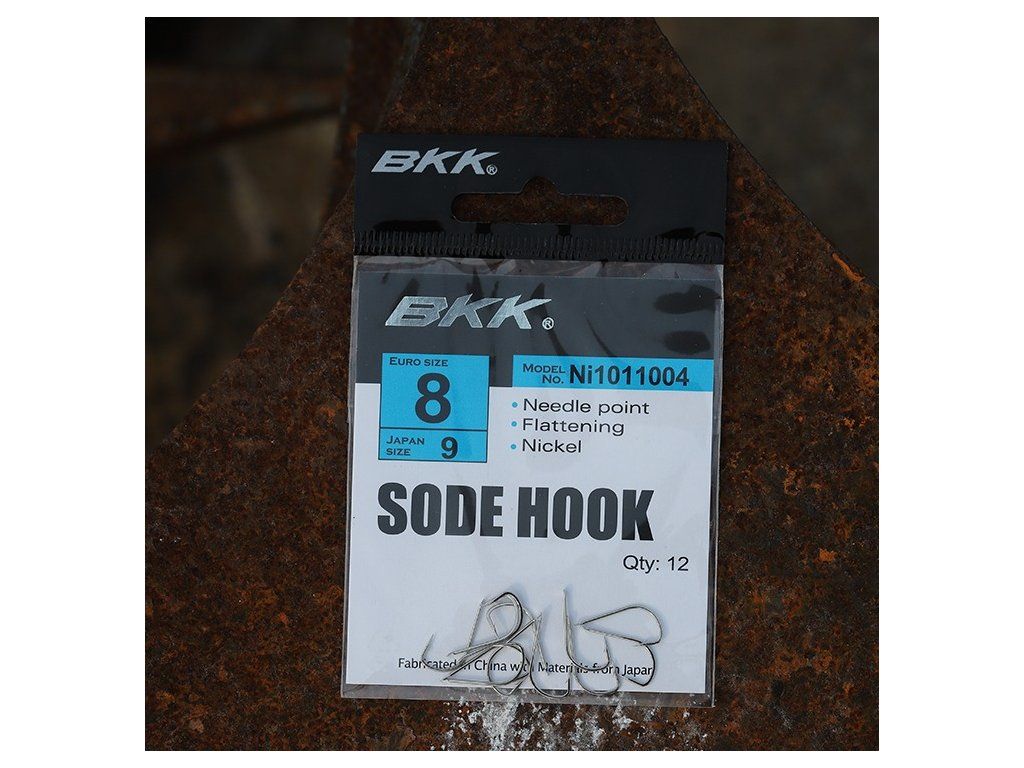 BKK®
BKK®
EURO SIZE
8
JAPAN
SIZE 9
MODEL
NO. Ni1011004
• Needle point
• Flattening
• Nickel
SODE HOOK
Qty: 12
Fabricated in China with Materials from Japan